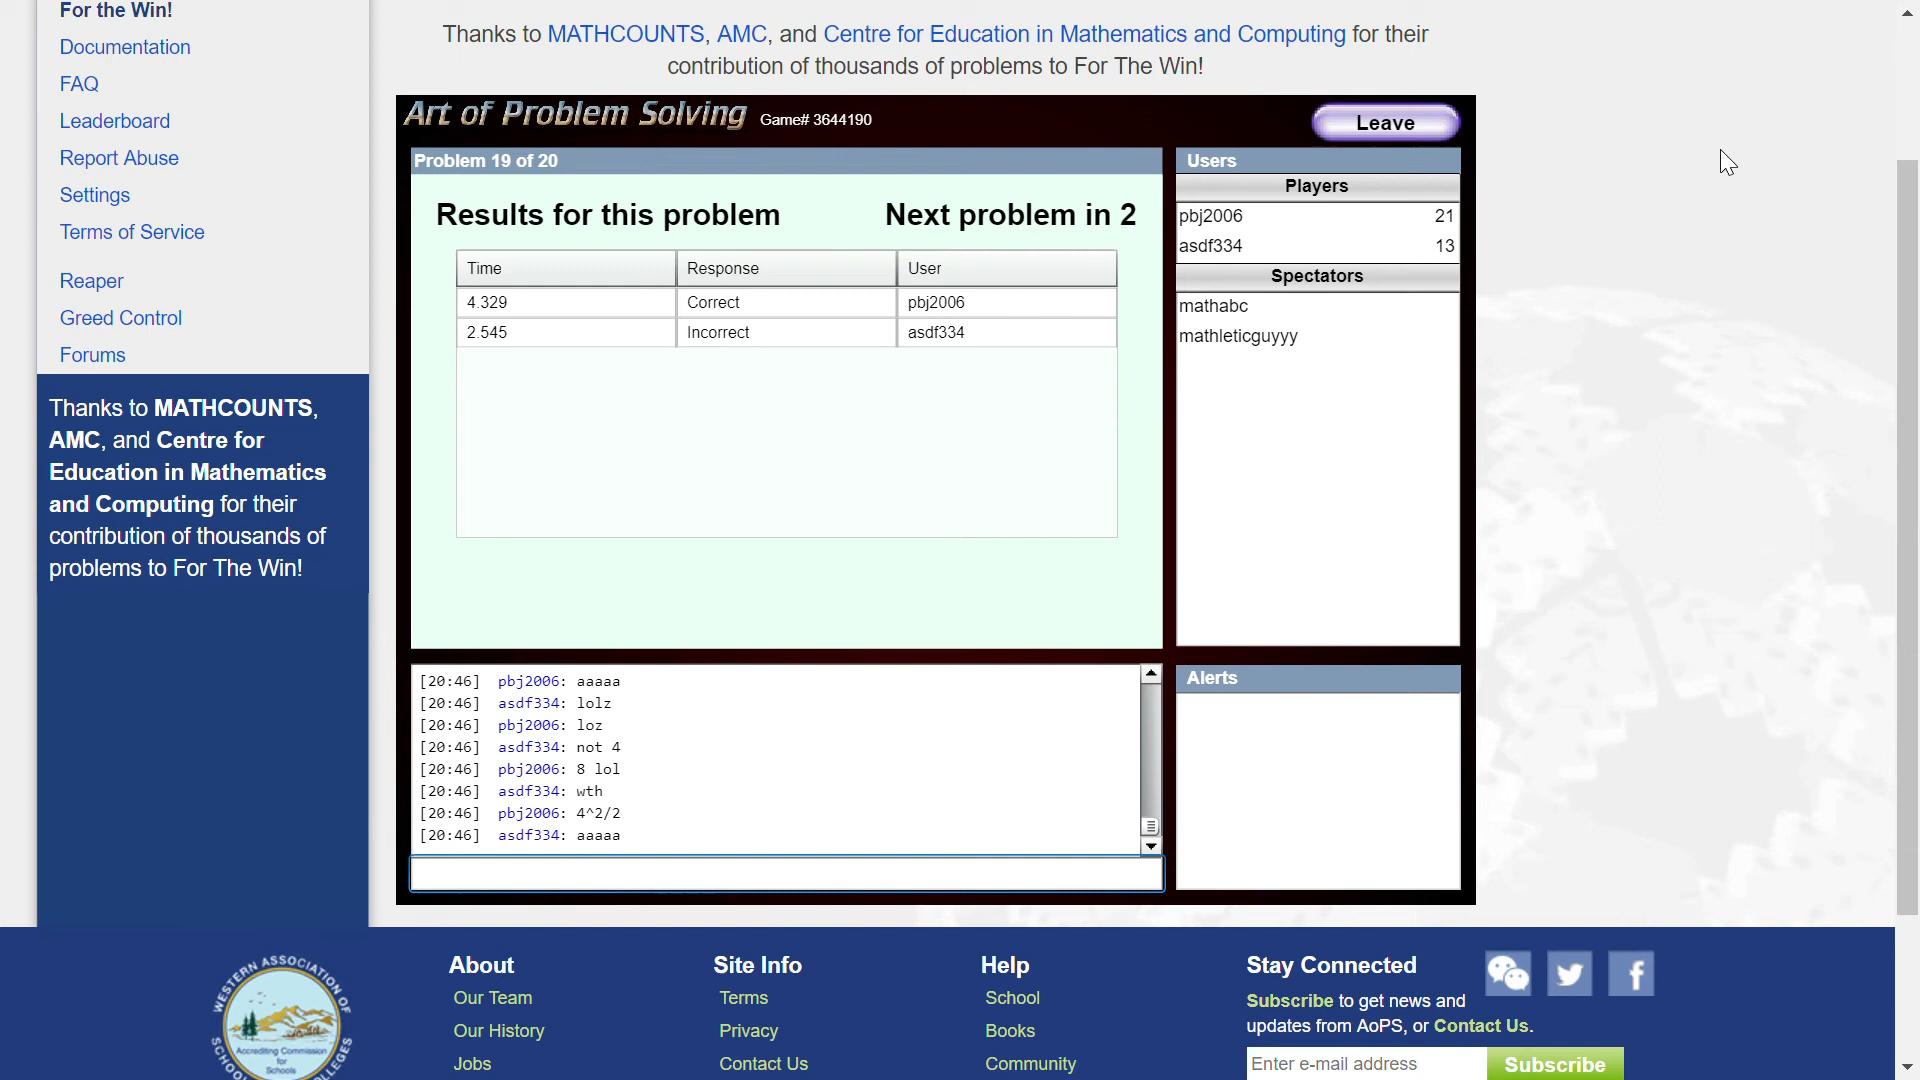 For the Win!
Documentation
FAQ
Leaderboard
Report Abuse
Settings
Terms of Service
Reaper
Greed Control
Forums
Thanks to MATHCOUNTS,
AMC, and Centre for
Education in Mathematics
and Computing for their
contribution of thousands of
problems to For The Win!
Thanks to MATHCOUNTS, AMC, and Centre for Education in Mathematics and Computing for their
contribution of thousands of problems to For The Win!
Art of Problem Solving Game# 3644190
Leave
Problem 19 of 20
Results for this problem Next problem in 2
Time Response User
4.329 Correct pbj2006
2.545 Incorrect asdf334
Users
Players
pbj2006 21
asdf334 13
Spectators
mathabc
mathleticguyyy
[20:46] pbj2006: aaaaa
[20:46] asdf334: lolz
[20:46] pbj2006: loz
[20:46] asdf334: not 4
[20:46] pbj2006: 8 lol
[20:46] asdf334: wth
[20:46] pbj2006: 4^2/2
[20:46] asdf334: aaaaa
Alerts
WESTERN ASSOCIATION OF
Accrediting Commission
for
Schools
About
Our Team
Our History
Jobs
Site Info
Terms
Privacy
Contact Us
Help
School
Books
Community
Stay Connected
Subscribe to get news and
updates from AoPS, or Contact Us.
Enter e-mail address Subscribe